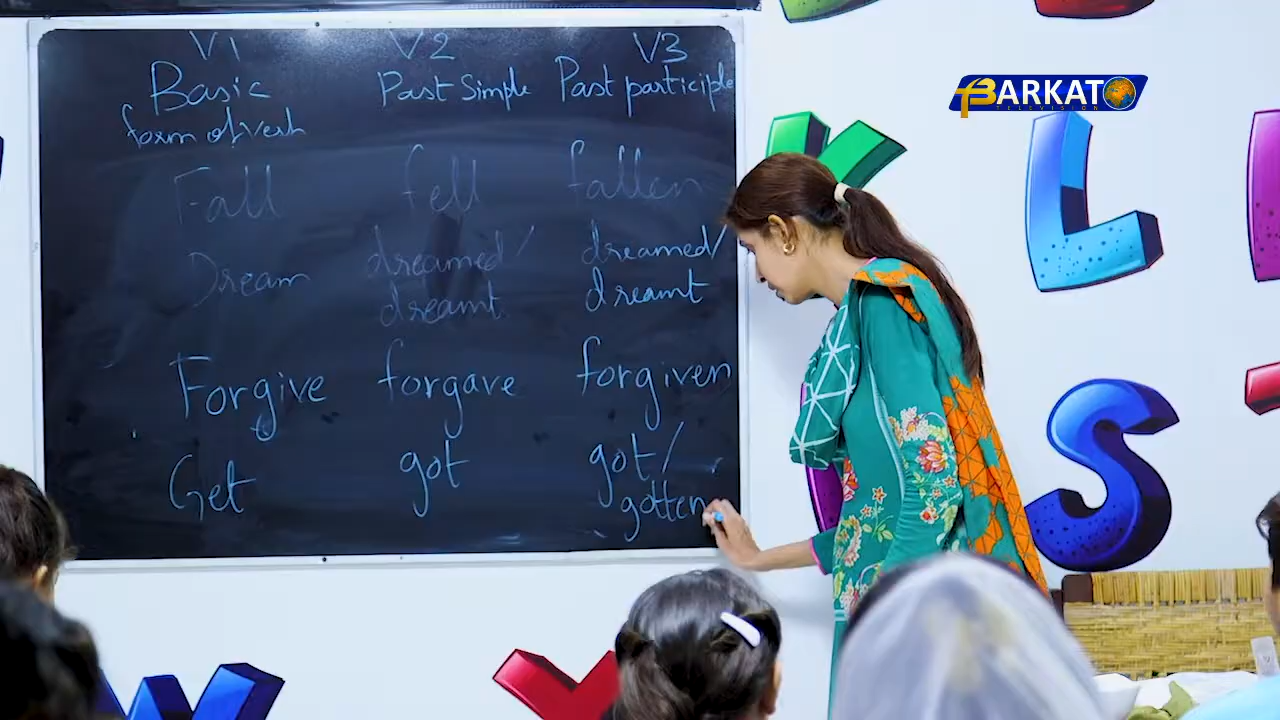 V1 V2 V3
Basic Past Simple Past participle
form of Verb
Fall fell fallen
Dream dreamed/ dreamed/
dreamt dreamt
Forgive forgave forgiven
Get got got/
gotten
BARKAT
TELEVISION
K L
S